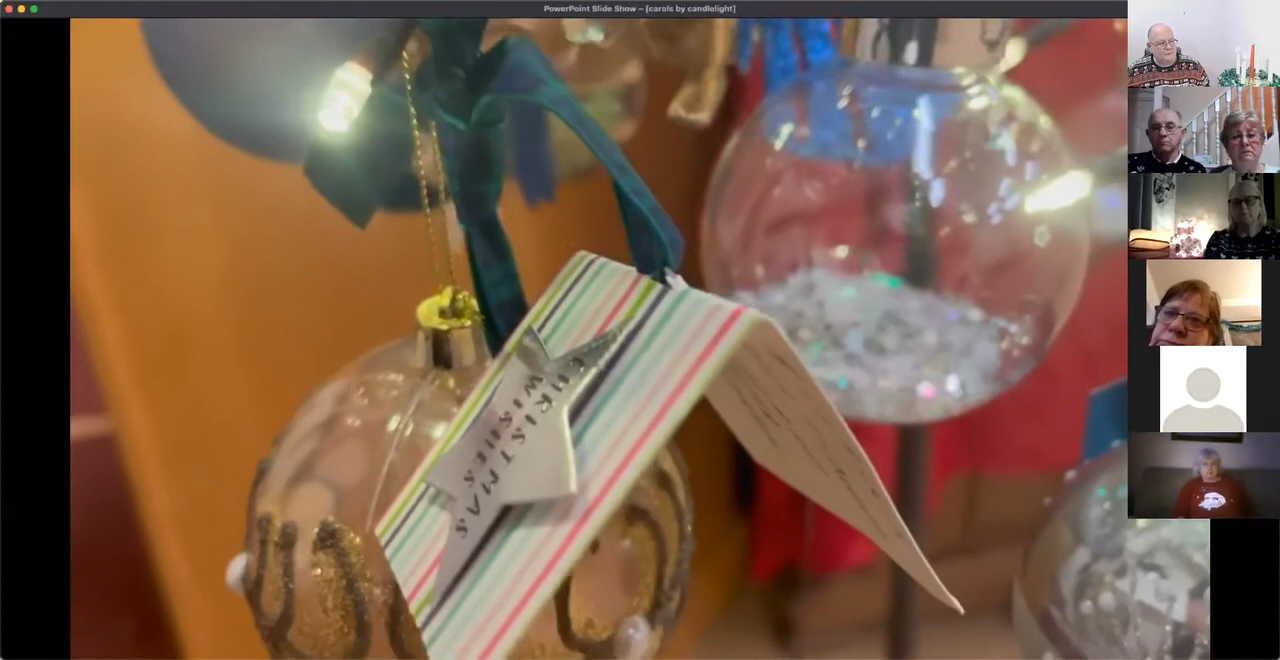 PowerPoint Slide Show – [carols by candlelight]
CHRISTMAS
WISHES